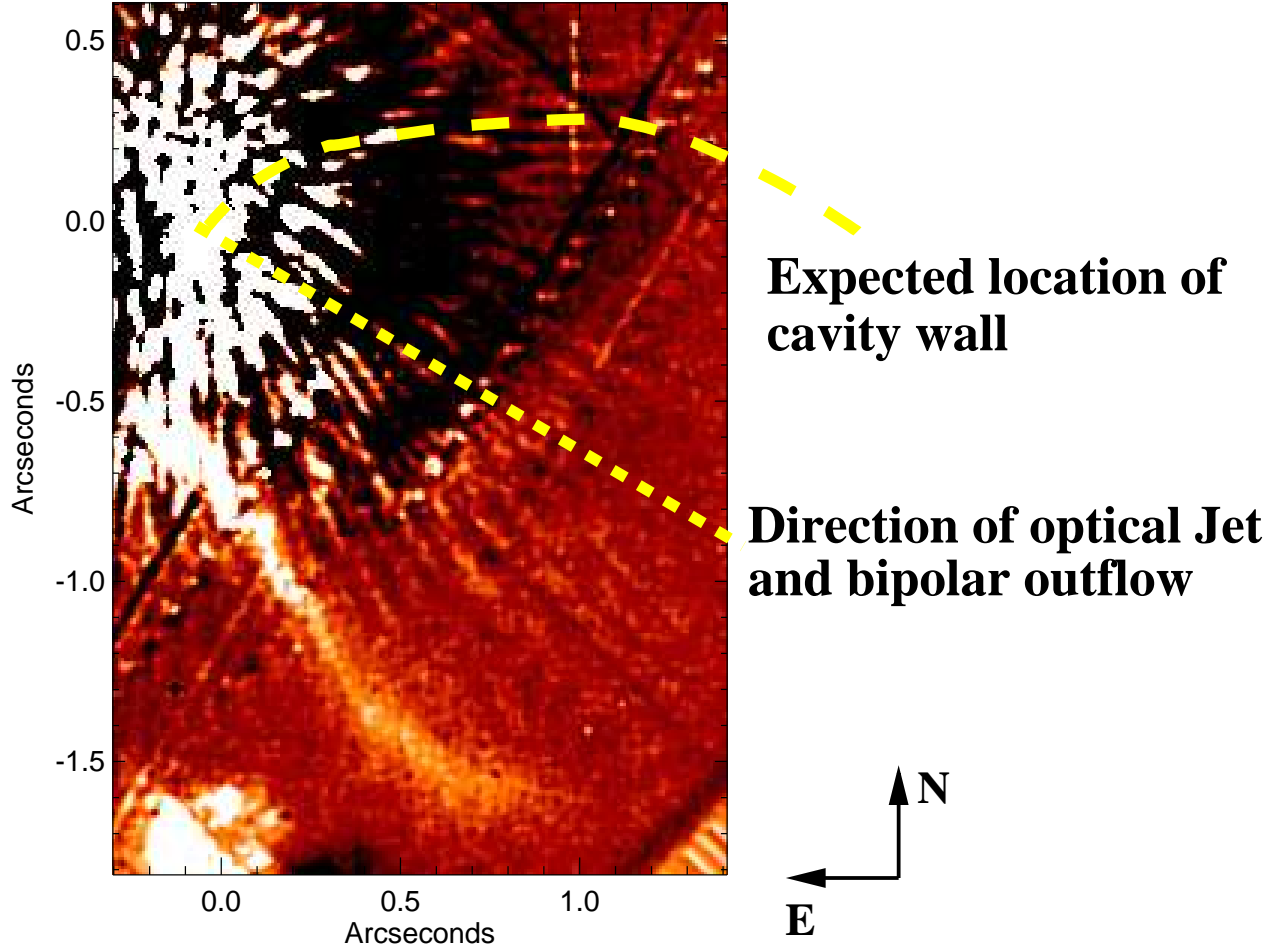 0.5
0.0
-0.5
-1.0
-1.5
Arcseconds
0.0 0.5 1.0
Arcseconds
Expected location of
cavity wall
Direction of optical Jet
and bipolar outflow
N
E